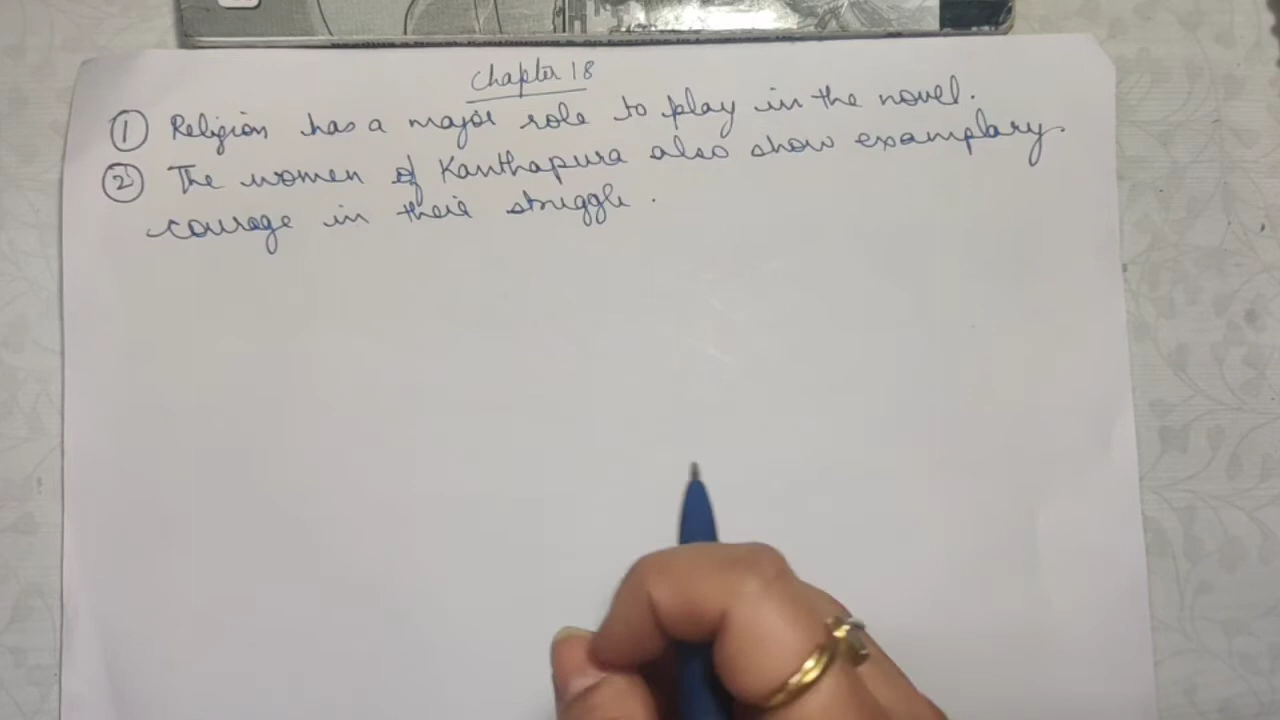 Chapter 18
① Religion has a major role to play in the novel.
② The women of Kanthapura also show examplary
courage in their struggle.